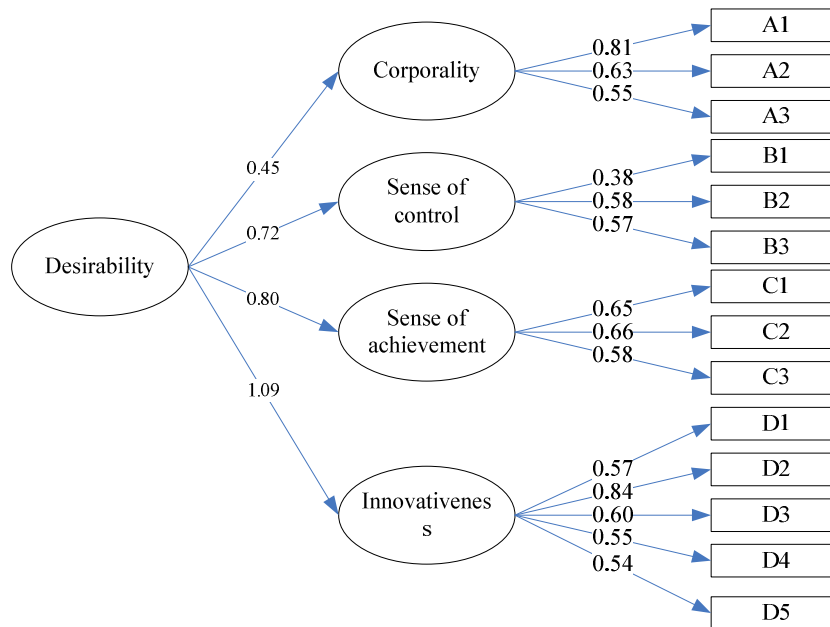 Desirability
0.45
0.72
0.80
1.09
Corporality
0.81
0.63
0.55
A1
A2
A3
Sense of
control
0.38
0.58
0.57
B1
B2
B3
Sense of
achievement
0.65
0.66
0.58
C1
C2
C3
Innovativenes
s
0.57
0.84
0.60
0.55
0.54
D1
D2
D3
D4
D5